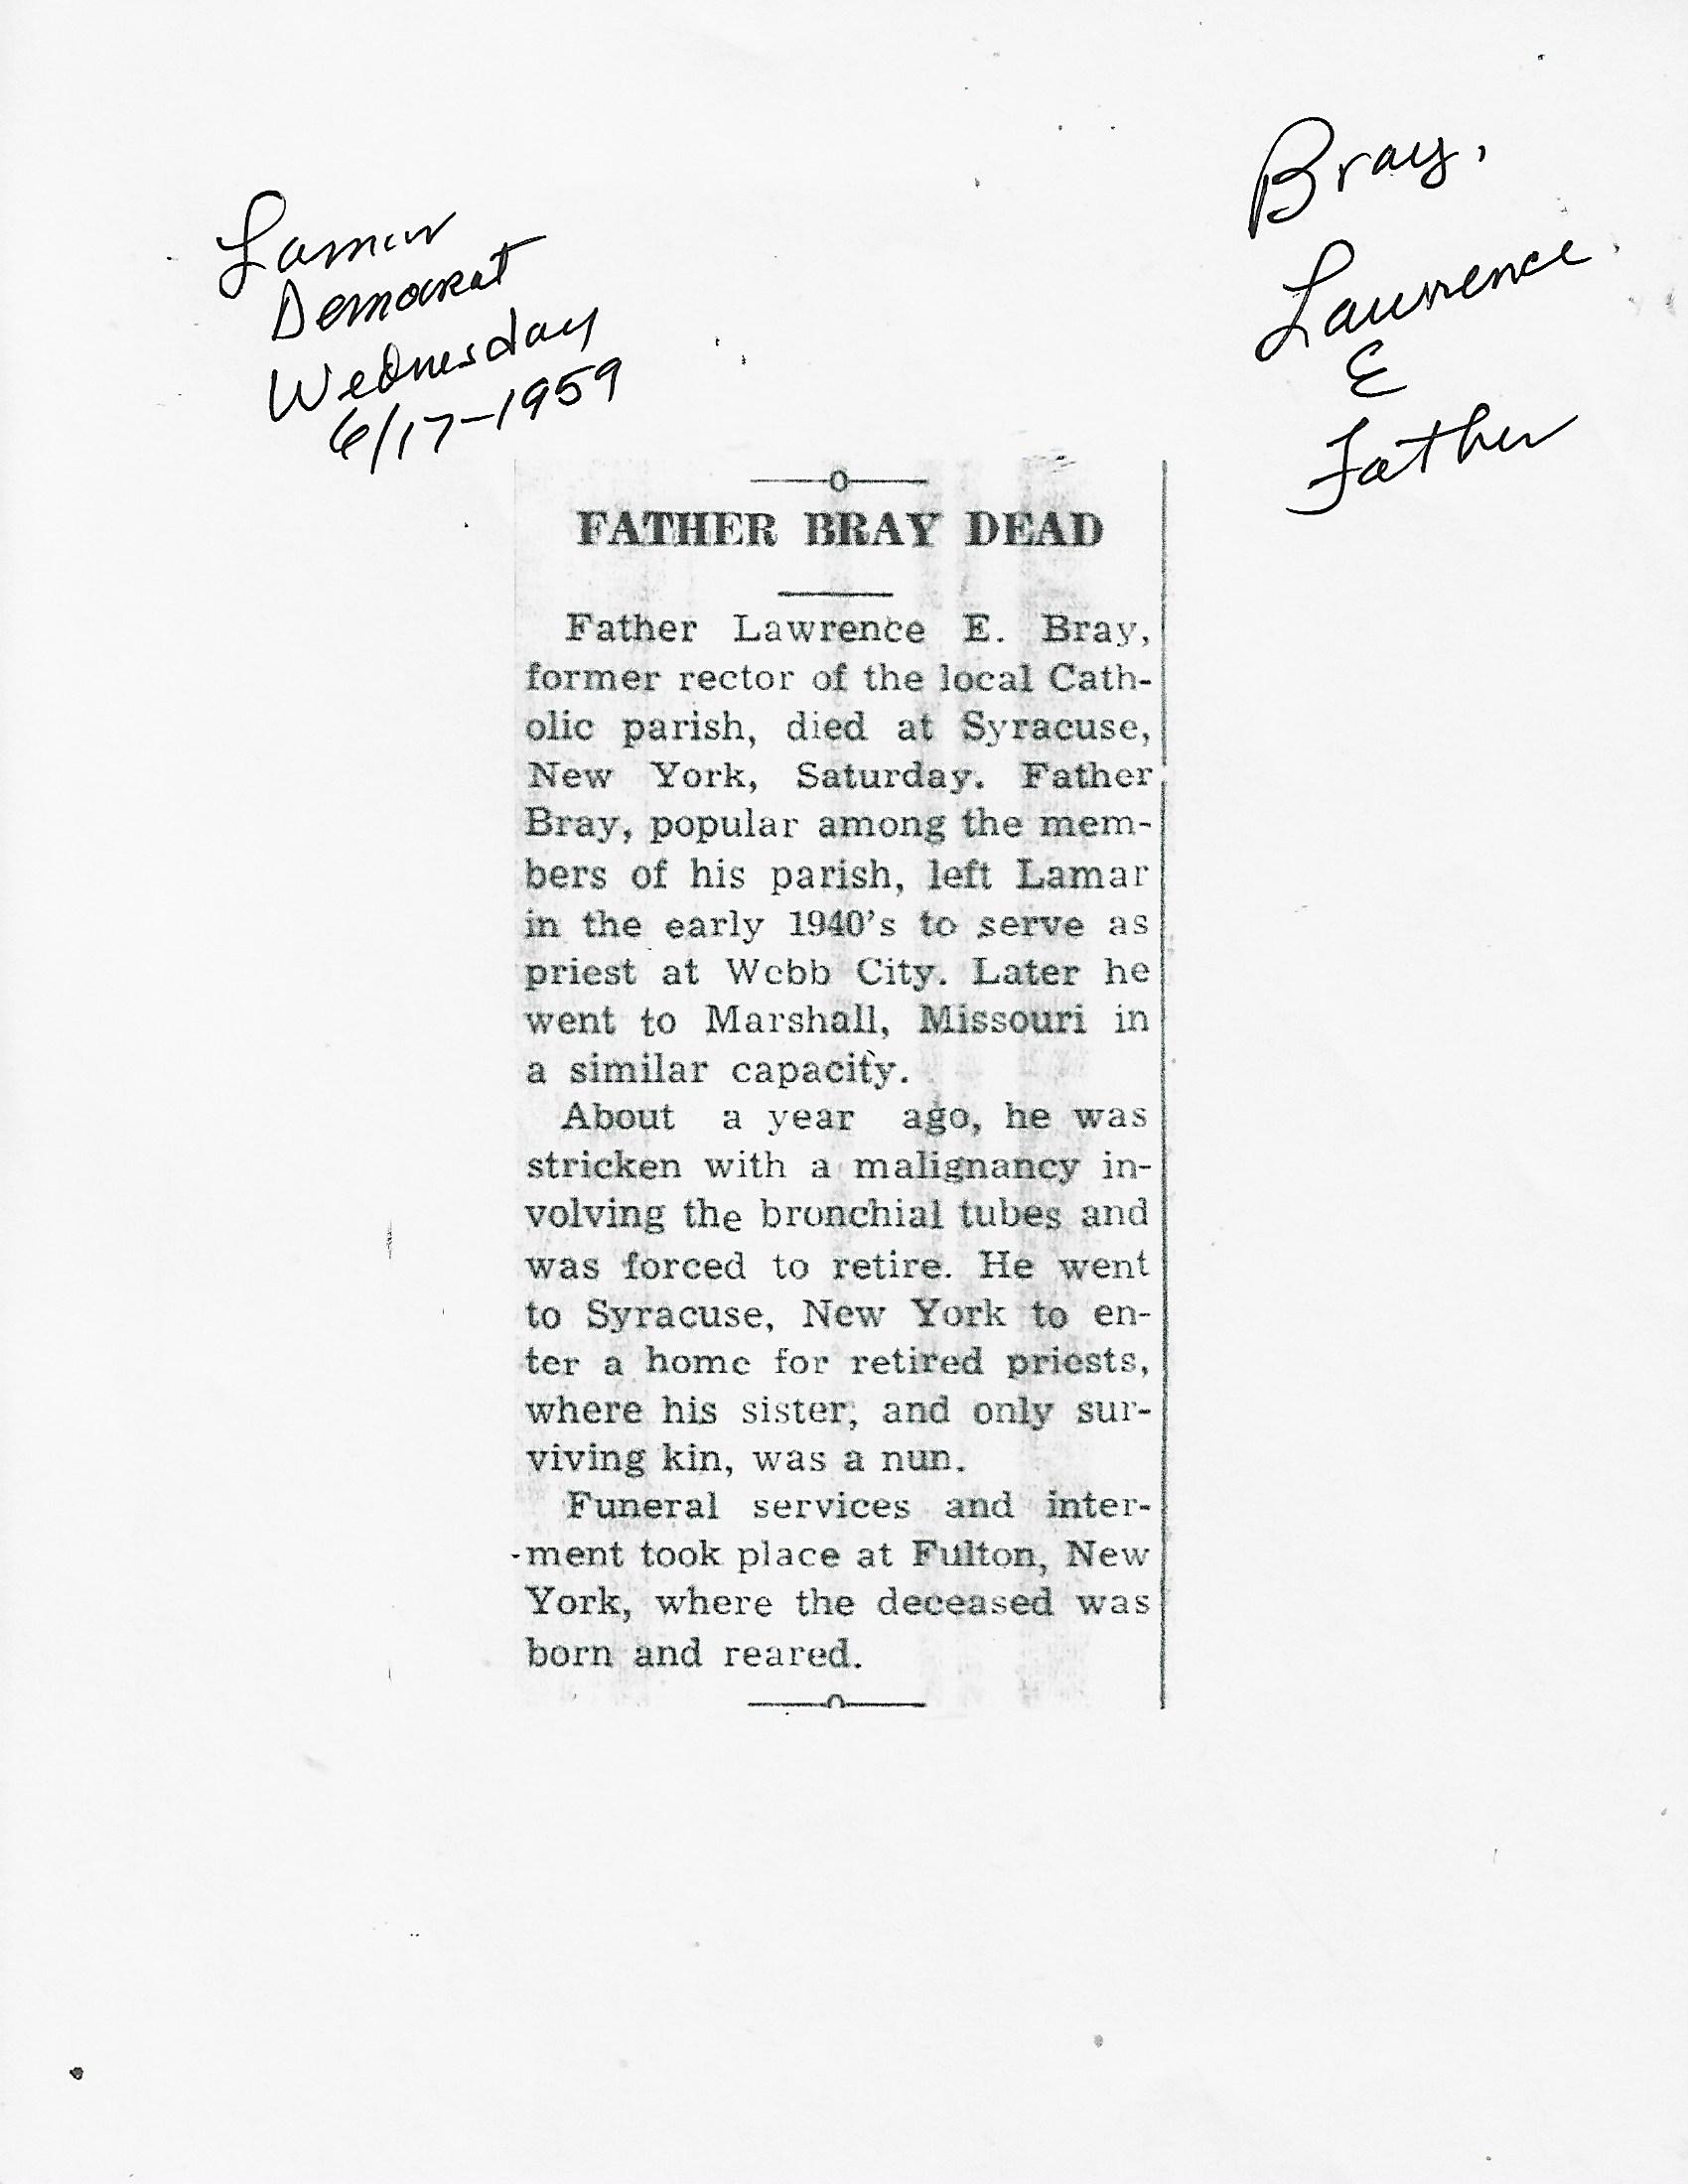 Lamar
Democrat
Wednesday
6/17-1959
Bray,
Lawrence
E
Father
FATHER BRAY DEAD
Father Lawrence E. Bray,
former rector of the local Cath-
olic parish, died at Syracuse,
New York, Saturday. Father
Bray, popular among the mem-
bers of his parish, left Lamar
in the early 1940's to serve as
priest at Webb City. Later he
went to Marshall, Missouri in
a similar capacity.
About a year ago, he was
stricken with a malignancy in-
volving the bronchial tubes and
was forced to retire. He went
to Syracuse, New York to en-
ter a home for retired priests,
where his sister, and only sur-
viving kin, was a nun.
Funeral services and inter-
ment took place at Fulton, New
York, where the deceased was
born and reared.